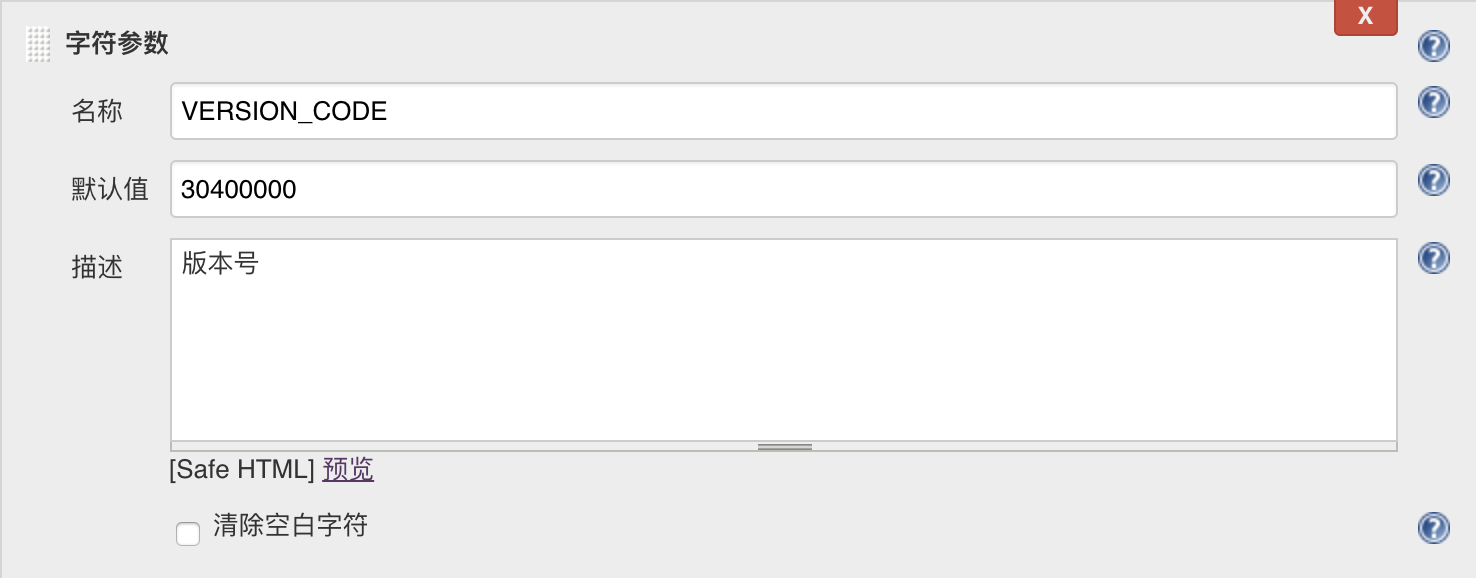 X
字符参数
名称 VERSION_CODE
默认值 30400000
描述 版本号
[Safe HTML] 预览
清除空白字符